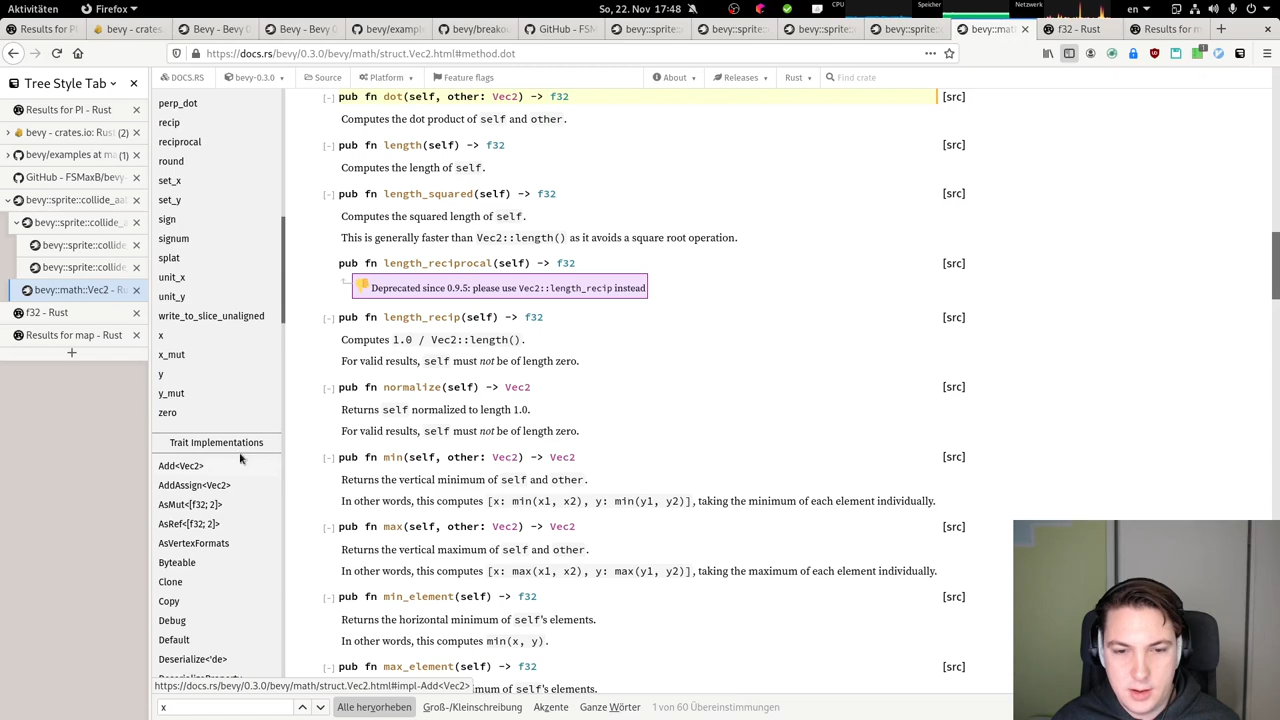 Aktivitäten
Firefox
So, 22. Nov 17:48
CPU
Speicher
Netzwerk
en
Results for PI
bevy - crates.
Bevy - Bevy
Bevy - Bevy
bevy/example
bevy/breakou
GitHub - FSM
bevy::sprite::
bevy::sprite::
bevy::sprite::
bevy::sprite::
bevy::ma
f32 - Rust
Results for m
https://docs.rs/bevy/0.3.0/bevy/math/struct.Vec2.html#method.dot
1
Tree Style Tab
DOCS.RS
bevy-0.3.0
Source
Platform
Feature flags
About
Releases
Rust
Find crate
Results for PI - Rust
bevy - crates.io: Rus
(2)
bevy/examples at ma
(1)
GitHub - FSMaxB/bevy-
bevy::sprite::collide_aa
bevy::sprite::collide_
bevy::sprite::collide
bevy::sprite::collide
bevy::math::Vec2 - Ru
f32 - Rust
Results for map - Rust
perp_dot
recip
reciprocal
round
set_x
set_y
sign
signum
splat
unit_x
unit_y
write_to_slice_unaligned
x
x_mut
y
y_mut
zero
Trait Implementations
Add<Vec2>
AddAssign<Vec2>
AsMut<[f32; 2]>
AsRef<[f32; 2]>
AsVertexFormats
Byteable
Clone
Copy
Debug
Default
Deserialize<'de>
[-] pub fn dot(self, other: Vec2) -> f32 [src]
Computes the dot product of self and other.
[-] pub fn length(self) -> f32 [src]
Computes the length of self.
[-] pub fn length_squared(self) -> f32 [src]
Computes the squared length of self.
This is generally faster than Vec2::length() as it avoids a square root operation.
pub fn length_reciprocal(self) -> f32 [src]
Deprecated since 0.9.5: please use Vec2::length_recip instead
[-] pub fn length_recip(self) -> f32 [src]
Computes 1.0 / Vec2::length().
For valid results, self must not be of length zero.
[-] pub fn normalize(self) -> Vec2 [src]
Returns self normalized to length 1.0.
For valid results, self must not be of length zero.
[-] pub fn min(self, other: Vec2) -> Vec2 [src]
Returns the vertical minimum of self and other.
In other words, this computes [x: min(x1, x2), y: min(y1, y2)], taking the minimum of each element individually.
[-] pub fn max(self, other: Vec2) -> Vec2 [src]
Returns the vertical maximum of self and other.
In other words, this computes [x: max(x1, x2), y: max(y1, y2)], taking the maximum of each element individually.
[-] pub fn min_element(self) -> f32 [src]
Returns the horizontal minimum of self's elements.
In other words, this computes min(x, y).
[-] pub fn max_element(self) -> f32 [src]
imum of self's elements.
https://docs.rs/bevy/0.3.0/bevy/math/struct.Vec2.html#impl-Add<Vec2>
x
Alle hervorheben
Groß-/Kleinschreibung
Akzente
Ganze Wörter
1 von 60 Übereinstimmungen